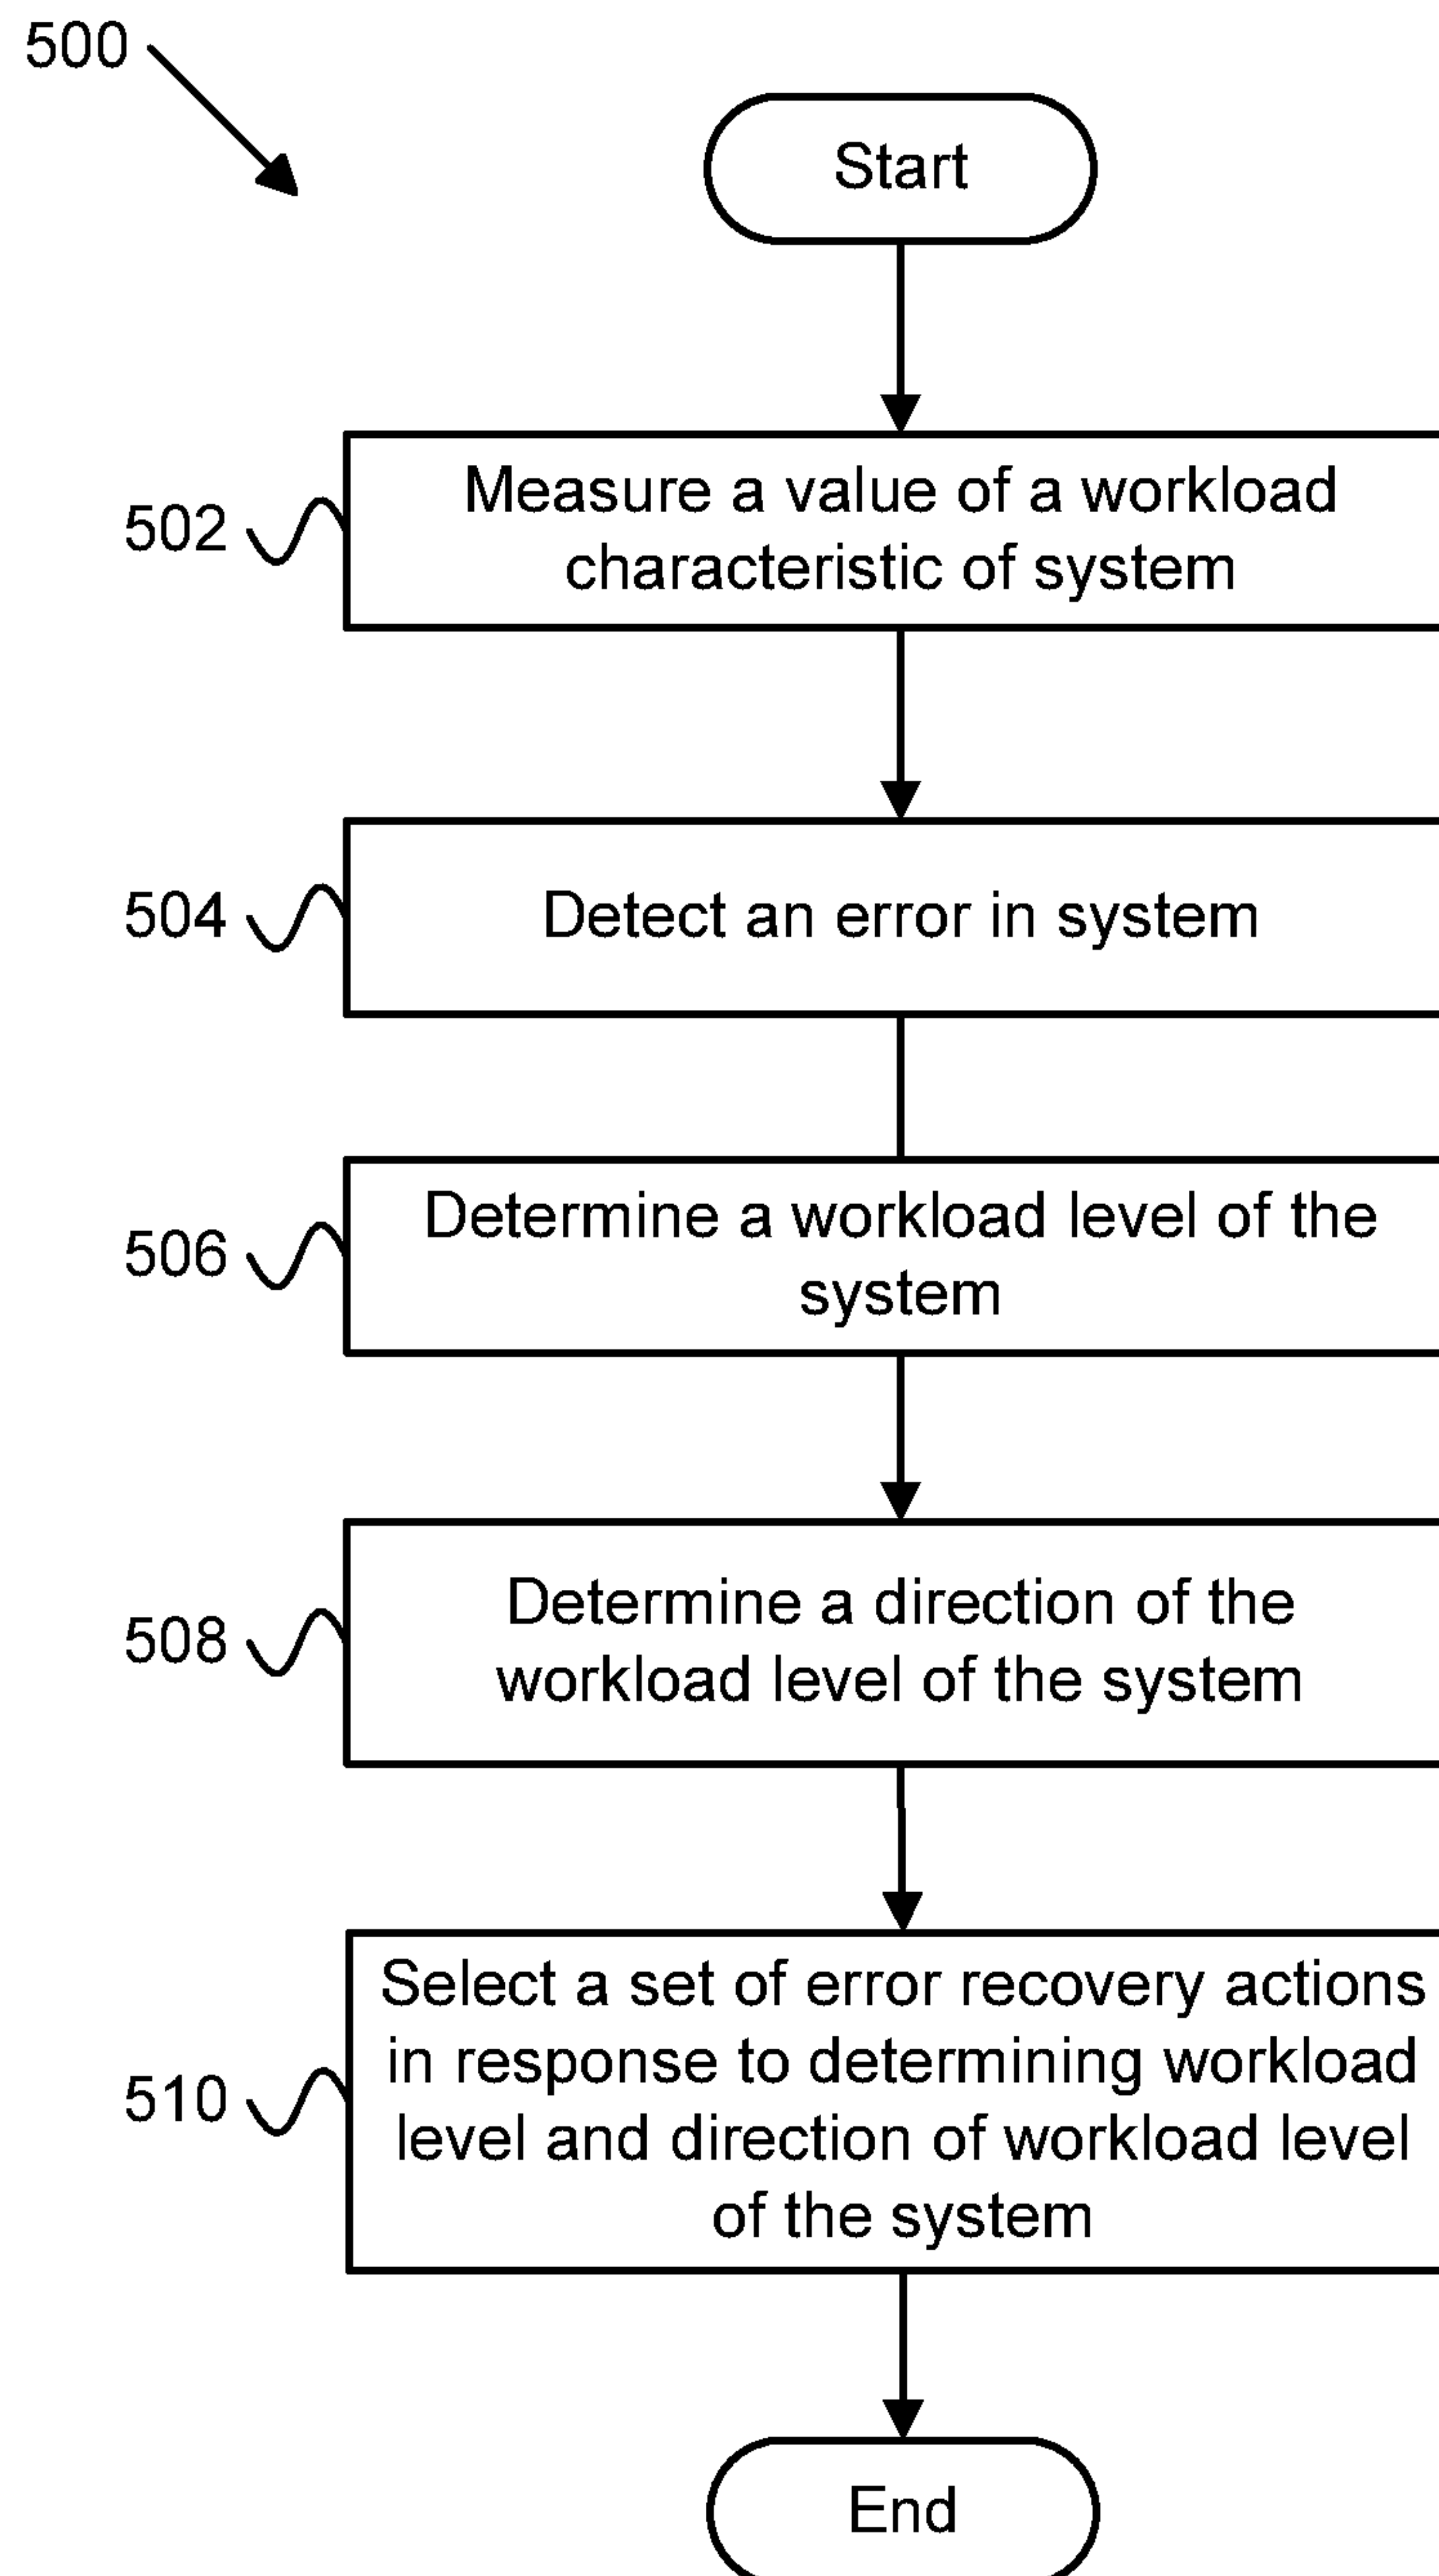 500
Start
502
Measure a value of a workload
characteristic of system
504
Detect an error in system
506
Determine a workload level of the
system
508
Determine a direction of the
workload level of the system
510
Select a set of error recovery actions
in response to determining workload
level and direction of workload level
of the system
End